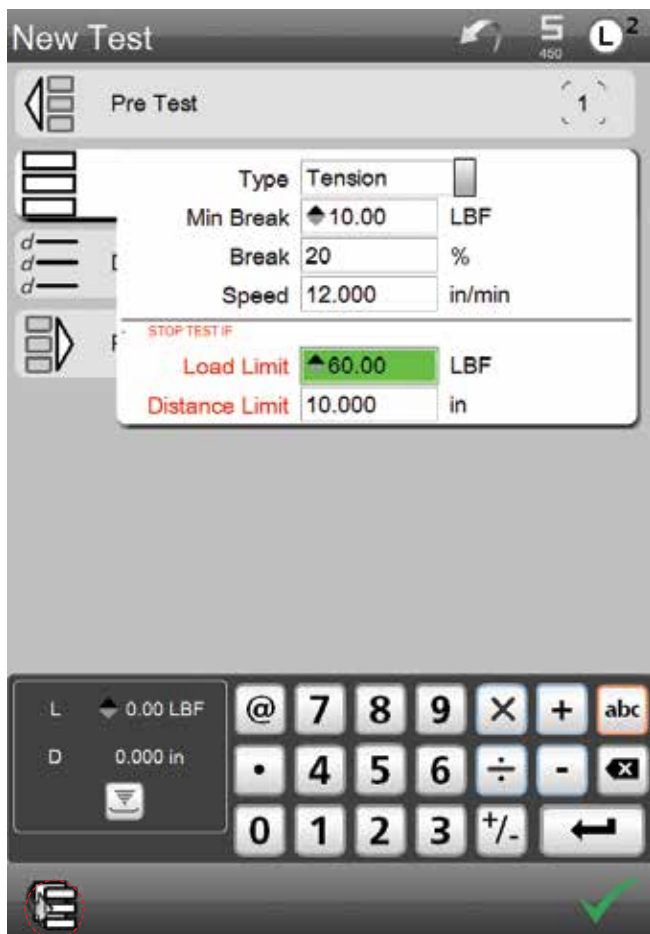 New Test S 450 L 2
Pre Test 1
Type Tension
Min Break 10.00 LBF
d
Break 20 %
d
d
Speed 12.000 in/min
STOP TEST IF
Load Limit 60.00 LBF
Distance Limit 10.000 in
L 0.00 LBF @ 7 8 9 × + abc
D 0.000 in • 4 5 6 ÷ -
0 1 2 3 +/-